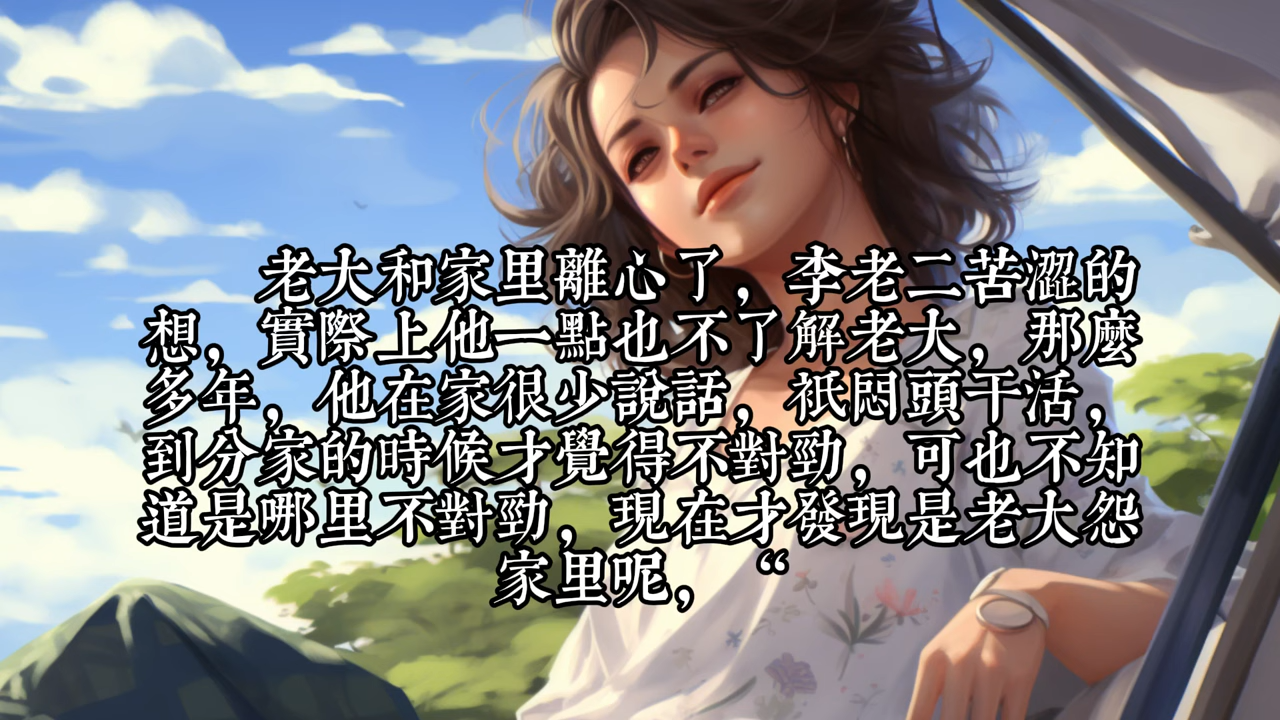 老大和家里離心了，李老二苦澀的
想，實際上他一點也不了解老大，那麼
多年，他在家很少說話，祇悶頭干活，
到分家的時候才覺得不對勁，可也不知
道是哪里不對勁，現在才發現是老大怨
家里呢，“